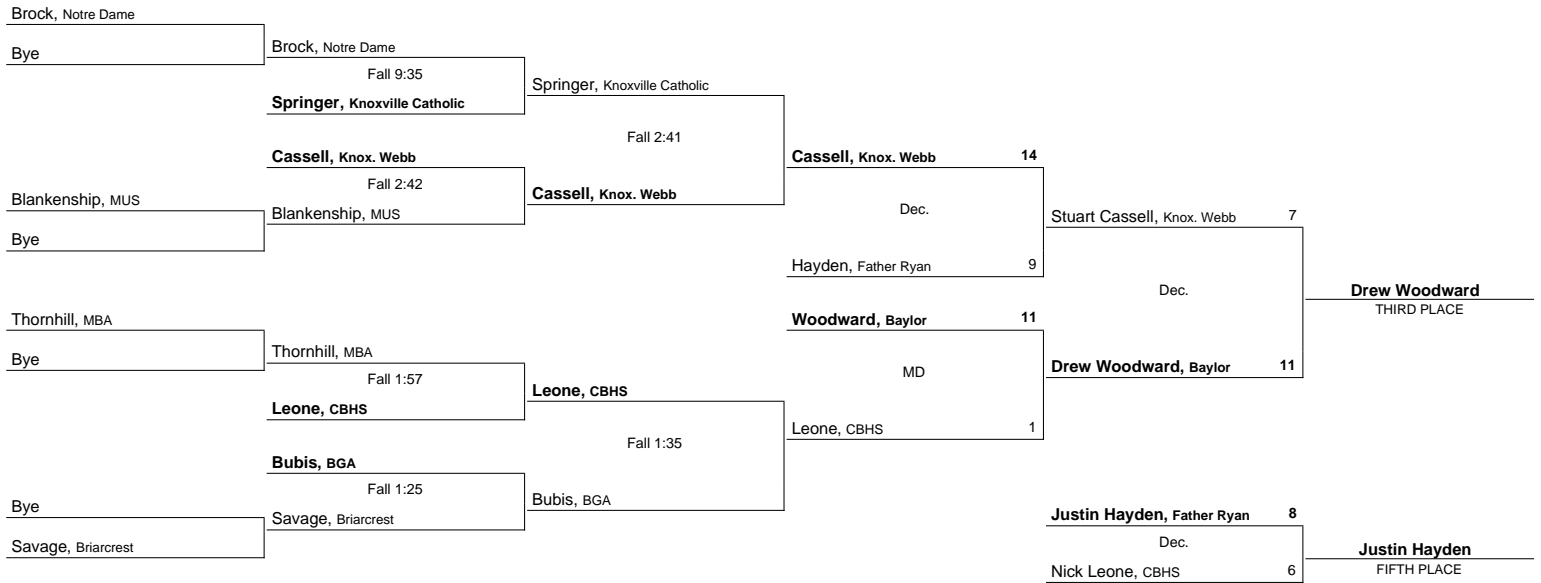 Brock, Notre Dame
Bye
Brock, Notre Dame
Fall 9:35
Springer, Knoxville Catholic
Springer, Knoxville Catholic
Fall 2:41
Cassell, Knox. Webb
Fall 2:42
Blankenship, MUS
Blankenship, MUS
Bye
Cassell, Knox. Webb
Cassell, Knox. Webb 14
Dec.
Hayden, Father Ryan 9
Stuart Cassell, Knox. Webb 7
Dec.
Drew Woodward
THIRD PLACE
Thornhill, MBA
Bye
Thornhill, MBA
Fall 1:57
Leone, CBHS
Leone, CBHS
Fall 1:35
Woodward, Baylor 11
MD
Leone, CBHS 1
Drew Woodward, Baylor 11
Bubis, BGA
Fall 1:25
Savage, Briarcrest
Bye
Savage, Briarcrest
Bubis, BGA
Justin Hayden, Father Ryan 8
Dec.
Nick Leone, CBHS 6
Justin Hayden
FIFTH PLACE